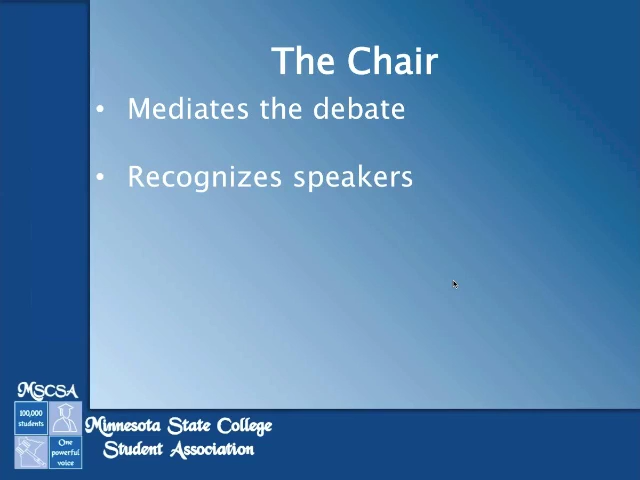 The Chair
• Mediates the debate
• Recognizes speakers
MSCSA
100,000
students
One
powerful
voice
Minnesota State College
Student Association